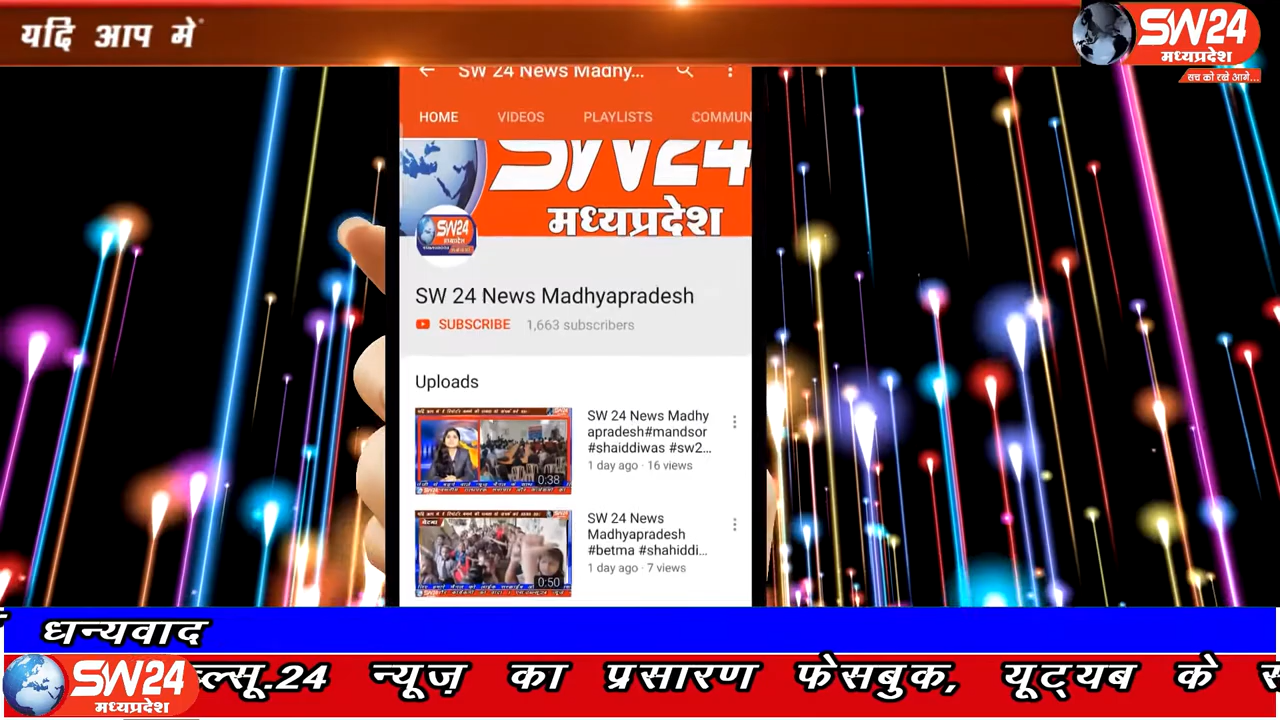 यदि आप में
SW24
मध्यप्रदेश
सच को रखे आगे...
SW 24 News Madhy...
HOME VIDEOS PLAYLISTS COMMUN
SW24
मध्यप्रदेश
SW24
SW 24 News Madhyapradesh
SUBSCRIBE 1,663 subscribers
Uploads
SW 24 News Madhy
apradesh#mandsor
#shaiddiwas #sw2...
1 day ago · 16 views
0:38
SW 24 News
Madhyapradesh
#betma #shahiddi...
1 day ago · 7 views
0:50
धन्यवाद
SW24
मध्यप्रदेश
ल्सू.24 न्यूज़ का प्रसारण फेसबुक, यूट्यब के